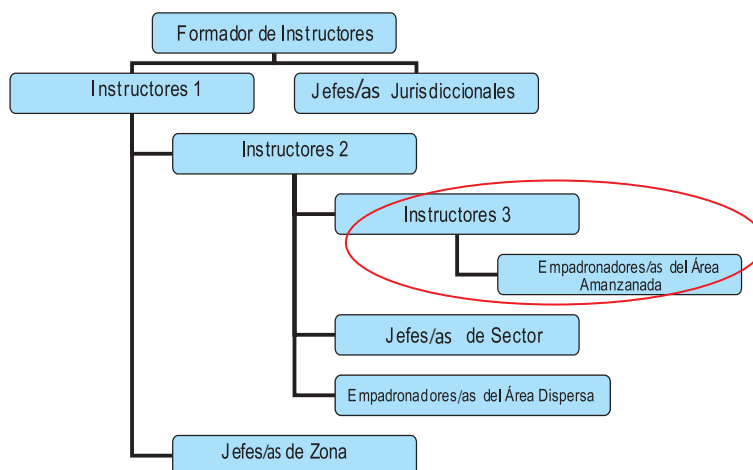 Formador de Instructores
Instructores 1
Jefes/as Jurisdiccionales
Instructores 2
Instructores 3
Empadronadores/as del Área
Amanzanada
Jefes/as de Sector
Empadronadores/as del Área Dispersa
Jefes/as de Zona